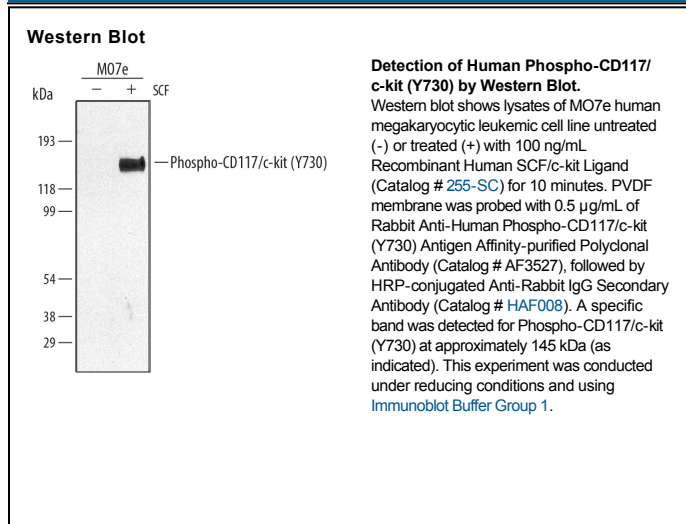 Western Blot
M07e
kDa
− + SCF
193
Phospho-CD117/c-kit (Y730)
118
99
54
38
29
Detection of Human Phospho-CD117/
c-kit (Y730) by Western Blot.
Western blot shows lysates of MO7e human
megakaryocytic leukemic cell line untreated
(-) or treated (+) with 100 ng/mL
Recombinant Human SCF/c-kit Ligand
(Catalog # 255-SC) for 10 minutes. PVDF
membrane was probed with 0.5 µg/mL of
Rabbit Anti-Human Phospho-CD117/c-kit
(Y730) Antigen Affinity-purified Polyclonal
Antibody (Catalog # AF3527), followed by
HRP-conjugated Anti-Rabbit IgG Secondary
Antibody (Catalog # HAF008). A specific
band was detected for Phospho-CD117/c-kit
(Y730) at approximately 145 kDa (as
indicated). This experiment was conducted
under reducing conditions and using
Immunoblot Buffer Group 1.